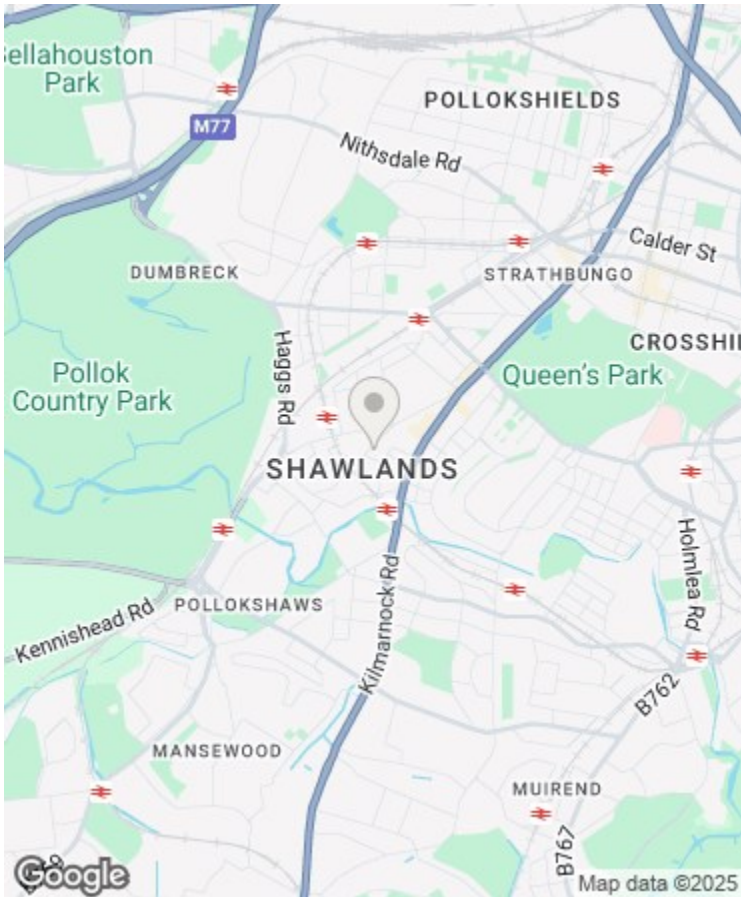 Bellahouston
Park
POLLOKSHIELDS
M77
Nithsdale Rd
Calder St
DUMBRECK
STRATHBUNGO
CROSSHI
Haggs Rd
Pollok
Country Park
Queen's Park
SHAWLANDS
Holmlea Rd
Kilmarnock Rd
POLLOKSHAWS
Kennishead Rd
B762
MANSEWOOD
MUIREND
B767
Google
Map data ©2025